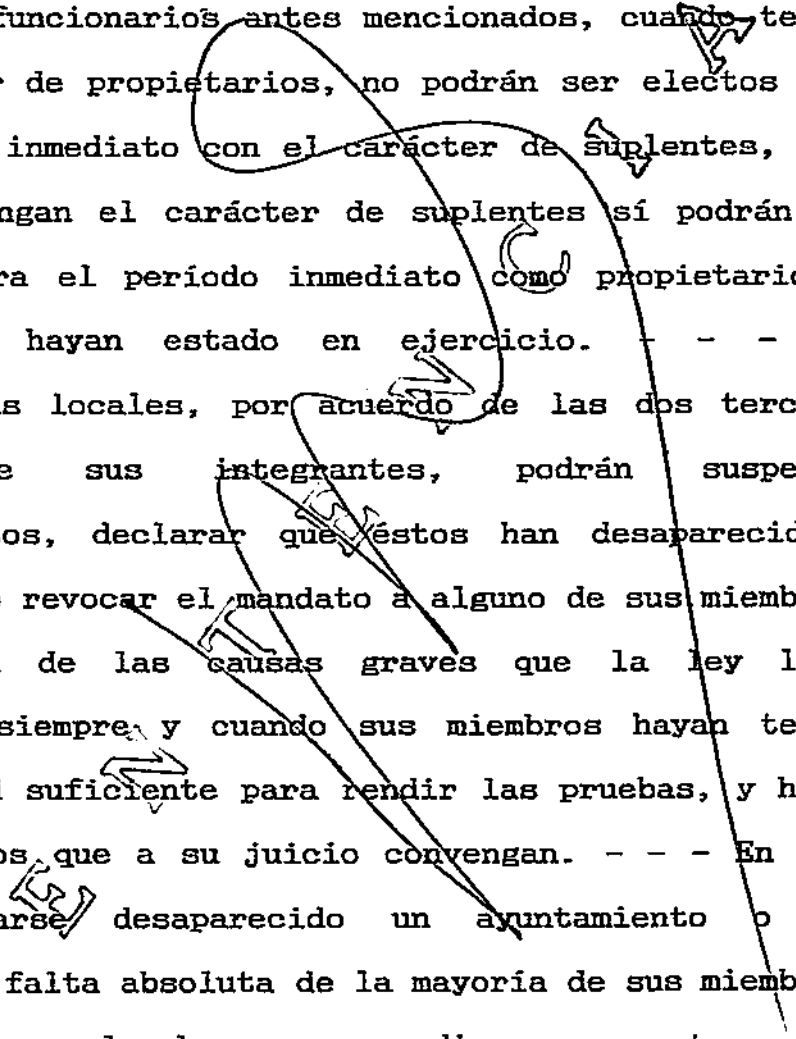 funcionarios antes mencionados, cuando te
r de propietarios, no podrán ser electos
inmediato con el carácter de suplentes,
ngan el carácter de suplentes sí podrán
ra el período inmediato como propietario
hayan estado en ejercicio. - - -
s locales, por acuerdo de las dos terc
e sus integrantes, podrán suspe
os, declarar que éstos han desaparecid
revocar el mandato a alguno de sus miemb
de las causas graves que la ley l
siempre y cuando sus miembros hayan te
d suficiente para rendir las pruebas, y h
os que a su juicio convengan. - - - En
arse desaparecido un ayuntamiento o
falta absoluta de la mayoría de sus miemb